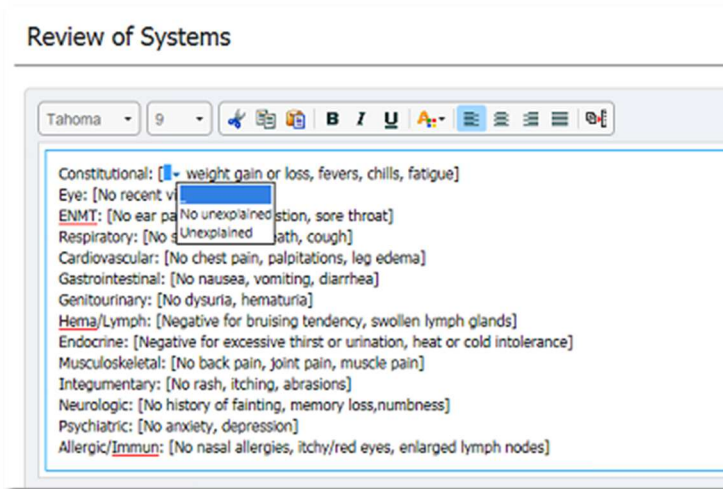 Review of Systems
Tahoma 9 B I U A
Constitutional: [ weight gain or loss, fevers, chills, fatigue]
Eye: [No recent vi
No unexplained
Unexplained
ENMT: [No ear pa stion, sore throat]
Respiratory: [No s ath, cough]
Cardiovascular: [No chest pain, palpitations, leg edema]
Gastrointestinal: [No nausea, vomiting, diarrhea]
Genitourinary: [No dysuria, hematuria]
Hema/Lymph: [Negative for bruising tendency, swollen lymph glands]
Endocrine: [Negative for excessive thirst or urination, heat or cold intolerance]
Musculoskeletal: [No back pain, joint pain, muscle pain]
Integumentary: [No rash, itching, abrasions]
Neurologic: [No history of fainting, memory loss,numbness]
Psychiatric: [No anxiety, depression]
Allergic/Immun: [No nasal allergies, itchy/red eyes, enlarged lymph nodes]